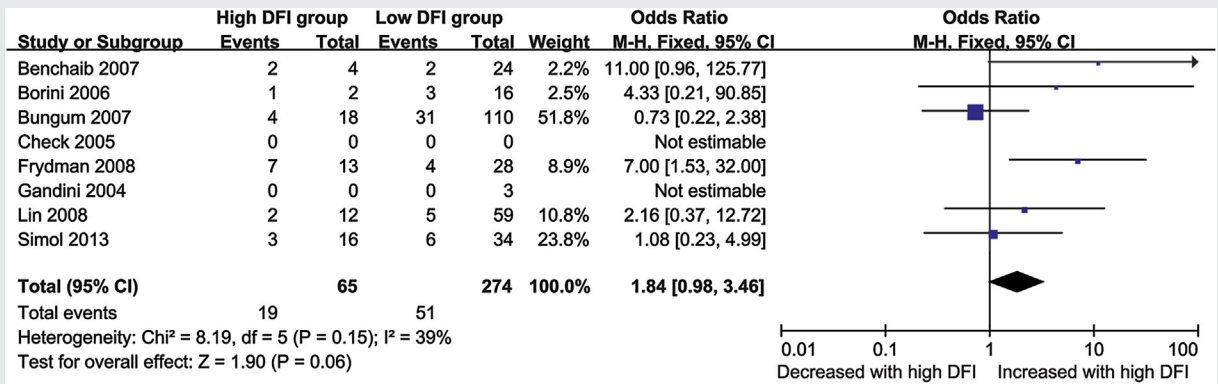 High DFI group Low DFI group Odds Ratio Odds Ratio
Study or Subgroup Events Total Events Total Weight M-H, Fixed, 95% CI M-H, Fixed, 95% CI
Benchaib 2007 2 4 2 24 2.2% 11.00 [0.96, 125.77]
Borini 2006 1 2 3 16 2.5% 4.33 [0.21, 90.85]
Bungum 2007 4 18 31 110 51.8% 0.73 [0.22, 2.38]
Check 2005 0 0 0 0 Not estimable
Frydman 2008 7 13 4 28 8.9% 7.00 [1.53, 32.00]
Gandini 2004 0 0 0 3 Not estimable
Lin 2008 2 12 5 59 10.8% 2.16 [0.37, 12.72]
Simol 2013 3 16 6 34 23.8% 1.08 [0.23, 4.99]
Total (95% CI) 65 274 100.0% 1.84 [0.98, 3.46]
Total events 19 51
Heterogeneity: Chi² = 8.19, df = 5 (P = 0.15); I² = 39%
Test for overall effect: Z = 1.90 (P = 0.06)
0.01 0.1 1 10 100
Decreased with high DFI Increased with high DFI